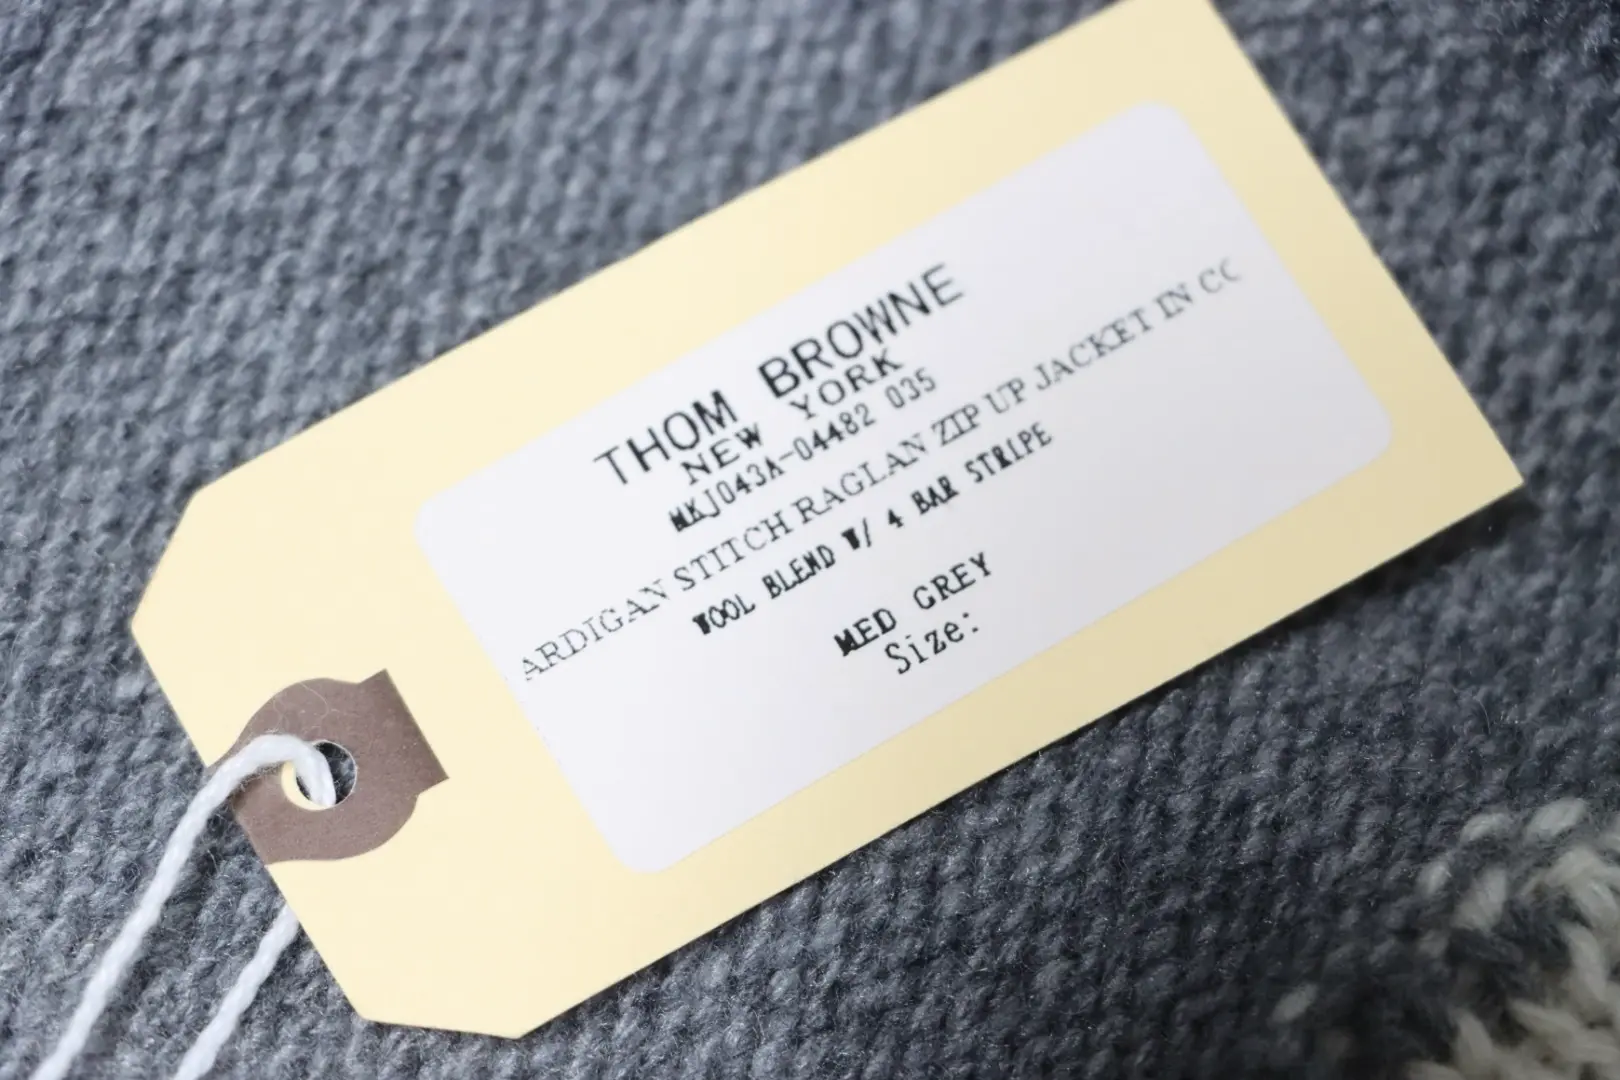 THOM BROWNE
NEW YORK
MKJ043A-04482 035
ARDIGAN STITCH RAGLAN ZIP UP JACKET IN CO
WOOL BLEND W/ 4 BAR STRIPE
MED GREY
Size: